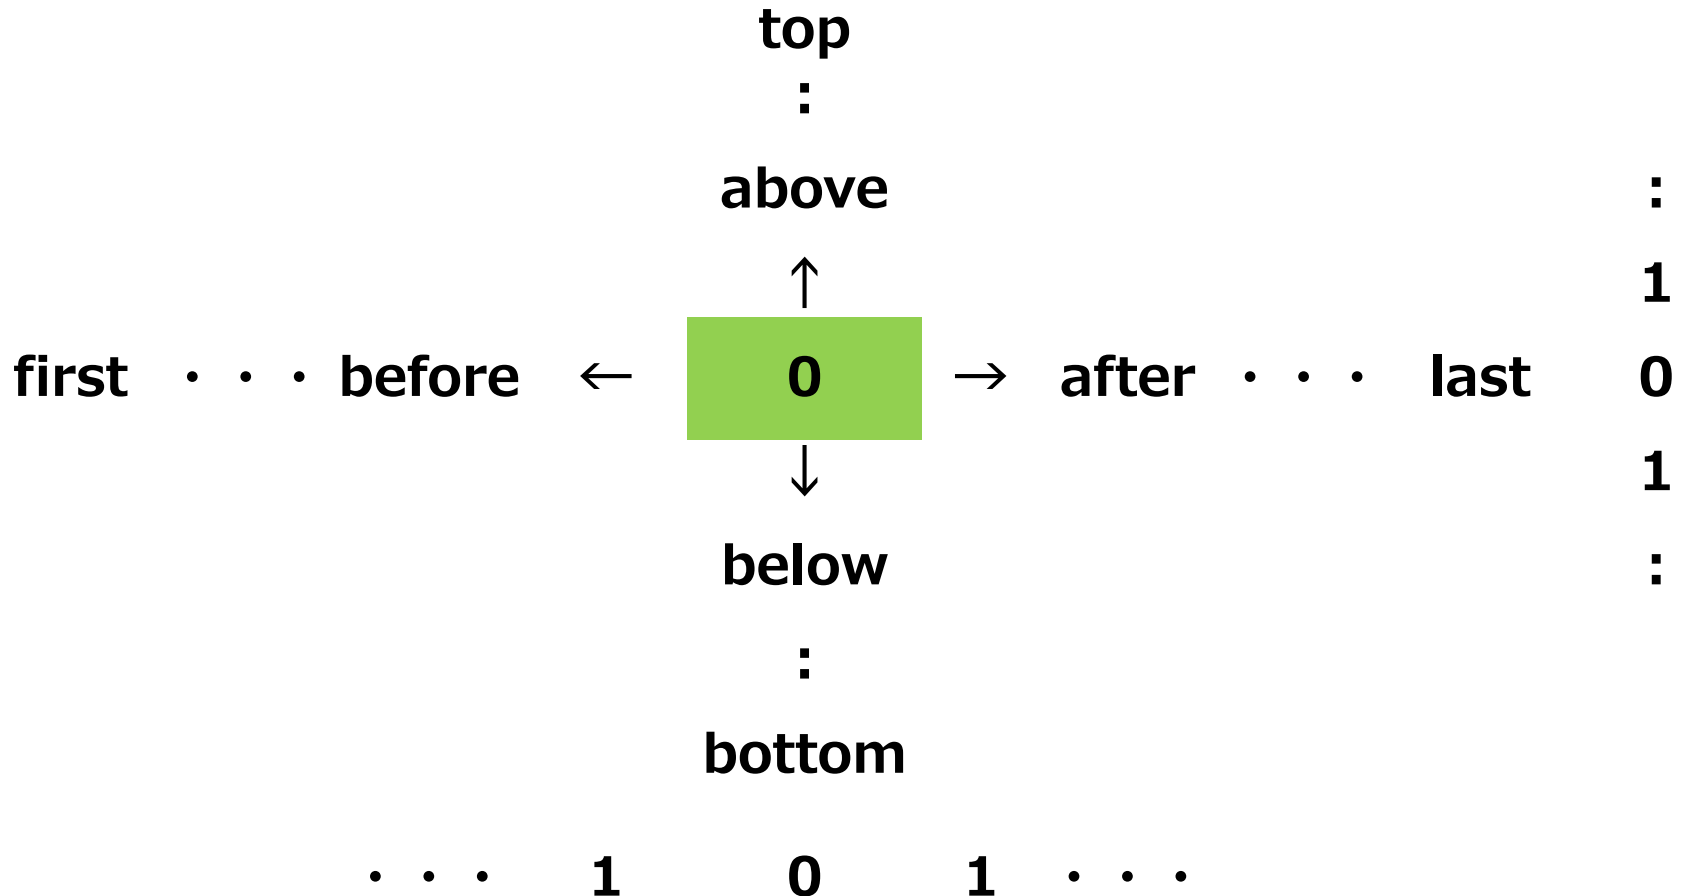 top
:
above
:
↑
1
first ・・・ before ← 0 → after ・・・ last 0
↓
1
below
:
:
bottom
・・・ 1 0 1 ・・・